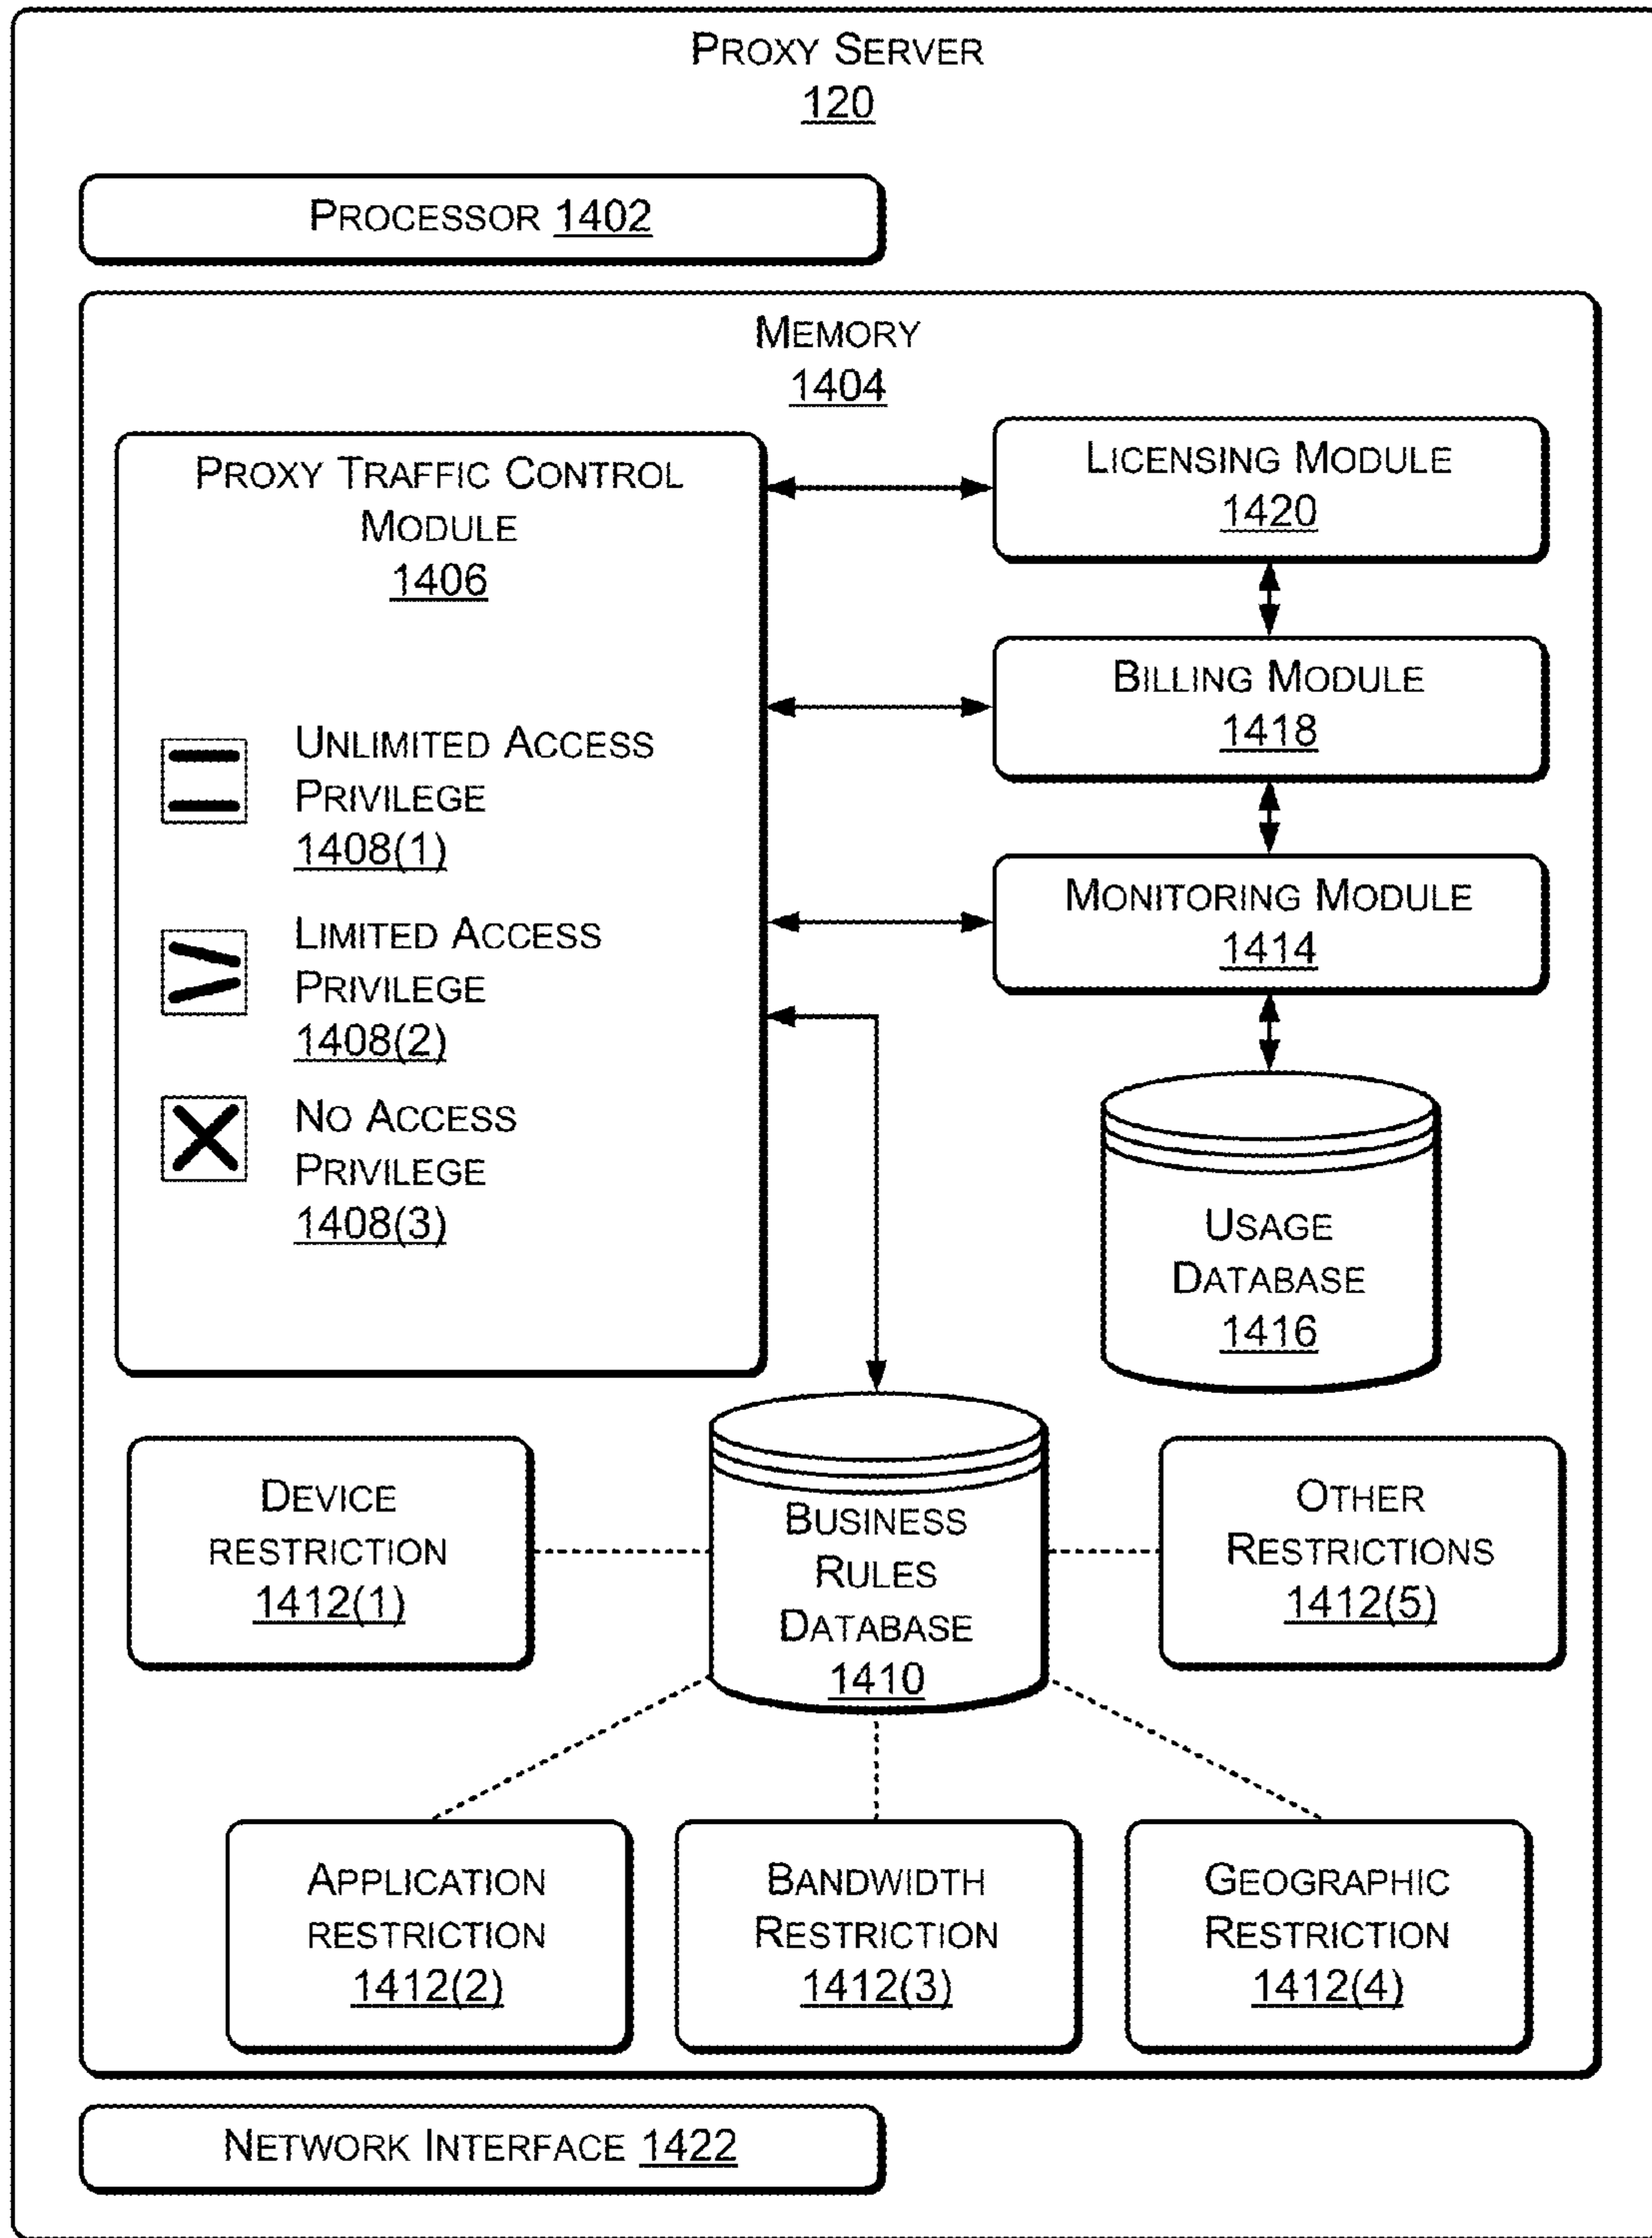 PROXY SERVER
120
PROCESSOR 1402
MEMORY
1404
PROXY TRAFFIC CONTROL
MODULE
1406
UNLIMITED ACCESS
PRIVILEGE
1408(1)
LIMITED ACCESS
PRIVILEGE
1408(2)
NO ACCESS
PRIVILEGE
1408(3)
LICENSING MODULE
1420
BILLING MODULE
1418
MONITORING MODULE
1414
USAGE
DATABASE
1416
DEVICE
RESTRICTION
1412(1)
BUSINESS
RULES
DATABASE
1410
OTHER
RESTRICTIONS
1412(5)
APPLICATION
RESTRICTION
1412(2)
BANDWIDTH
RESTRICTION
1412(3)
GEOGRAPHIC
RESTRICTION
1412(4)
NETWORK INTERFACE 1422